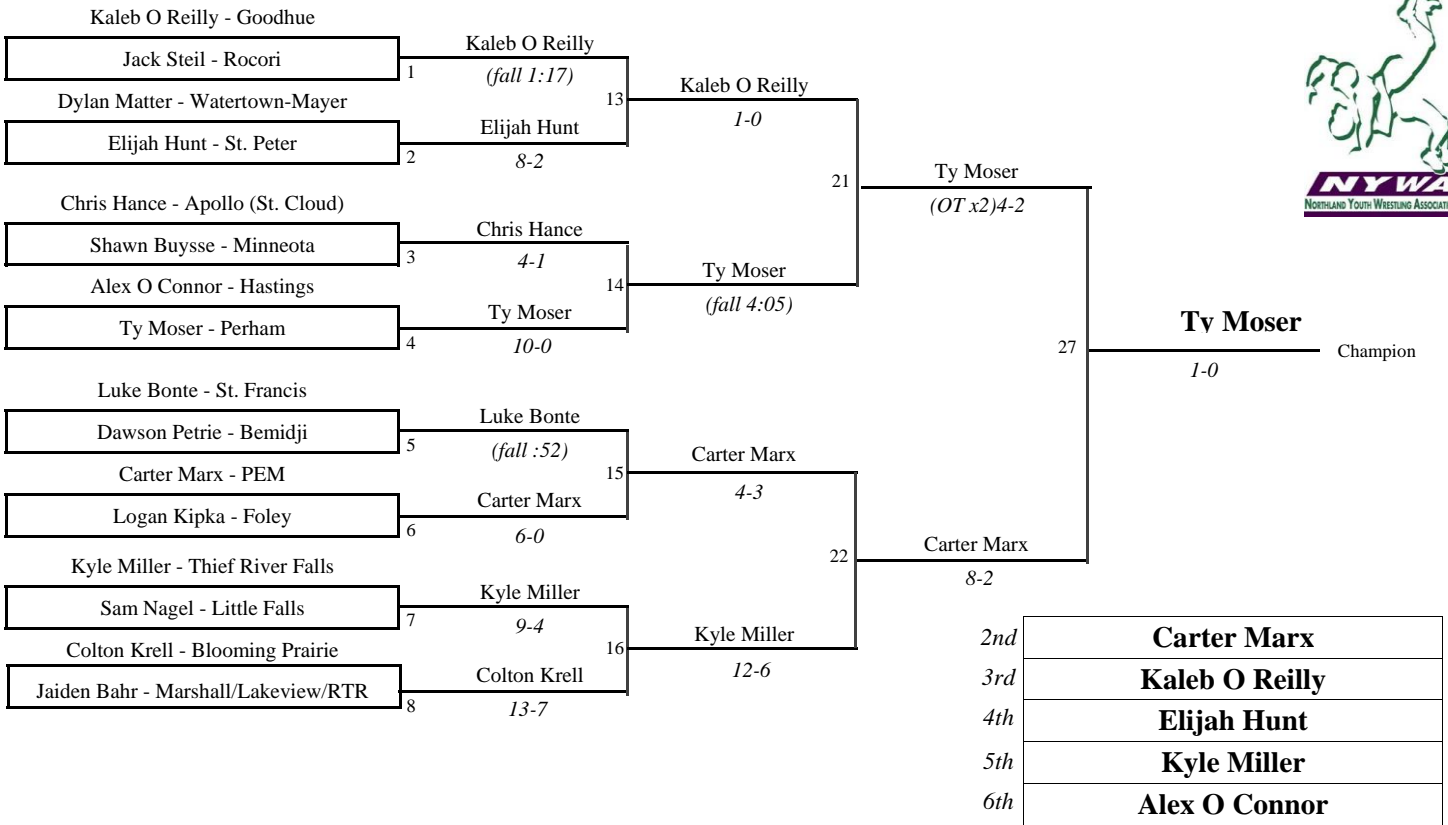 Kaleb O Reilly - Goodhue
Jack Steil - Rocori
1
Dylan Matter - Watertown-Mayer
Elijah Hunt - St. Peter
2
Chris Hance - Apollo (St. Cloud)
Shawn Buysse - Minneota
3
Alex O Connor - Hastings
Ty Moser - Perham
4
Luke Bonte - St. Francis
Dawson Petrie - Bemidji
5
Carter Marx - PEM
Logan Kipka - Foley
6
Kyle Miller - Thief River Falls
Sam Nagel - Little Falls
7
Colton Krell - Blooming Prairie
Jaiden Bahr - Marshall/Lakeview/RTR
8
Kaleb O Reilly
(fall 1:17)
13
Elijah Hunt
8-2
Chris Hance
4-1
14
Ty Moser
10-0
Luke Bonte
(fall :52)
15
Carter Marx
6-0
Kyle Miller
9-4
16
Colton Krell
13-7
Kaleb O Reilly
1-0
21
Ty Moser
(fall 4:05)
Carter Marx
4-3
22
Kyle Miller
12-6
Ty Moser
(OT x2)4-2
27
Carter Marx
8-2
Ty Moser
1-0
Champion
NYWA
NORTHLAND YOUTH WRESTLING
2nd Carter Marx
3rd Kaleb O Reilly
4th Elijah Hunt
5th Kyle Miller
6th Alex O Connor